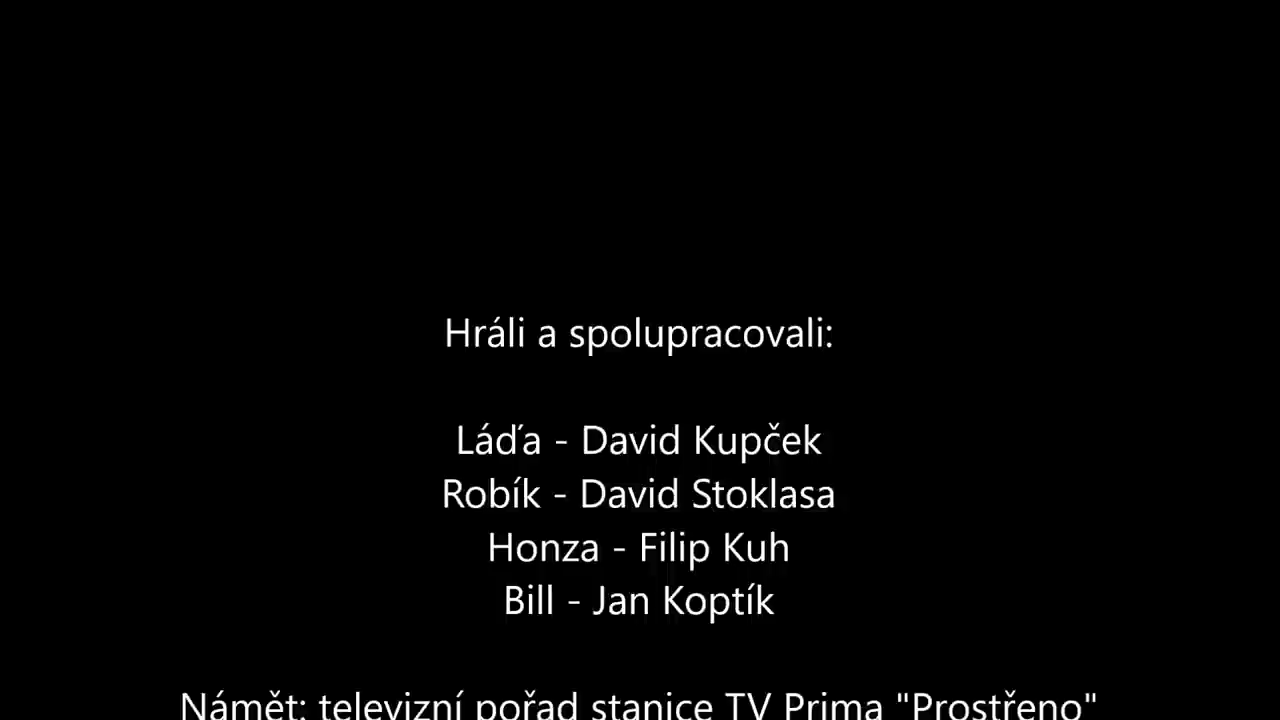 Hráli a spolupracovali:
Láďa - David Kupček
Robík - David Stoklasa
Honza - Filip Kuh
Bill - Jan Koptík
Námět: televizní pořad stanice TV Prima "Prostřeno"